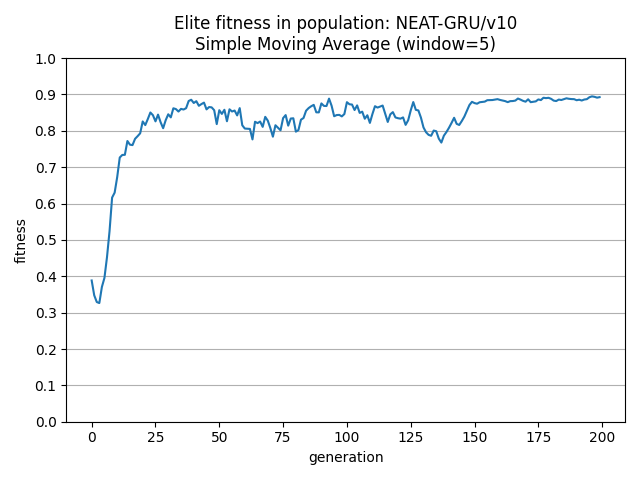 Elite fitness in population: NEAT-GRU/v10
Simple Moving Average (window=5)
1.0
0.9
0.8
0.7
0.6
0.5
0.4
0.3
0.2
0.1
0.0
fitness
0 25 50 75 100 125 150 175 200
generation